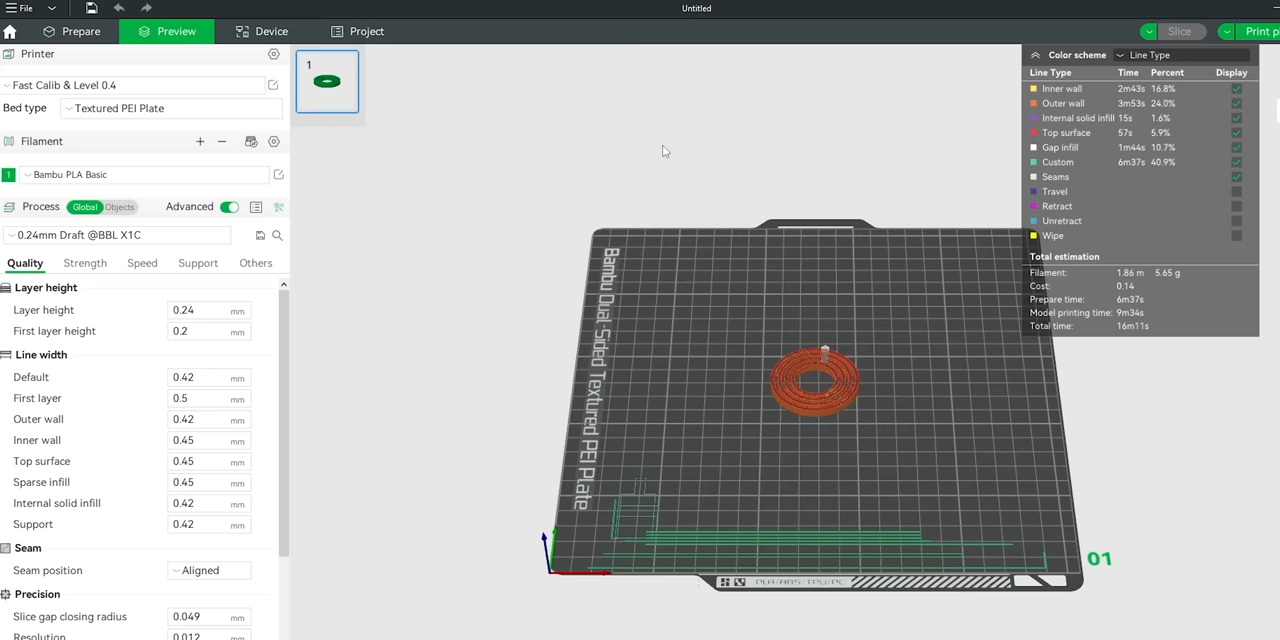 File
Untitled
Prepare
Preview
Device
Project
Slice
Print p
Printer
Fast Calib & Level 0.4
Bed type
Textured PEI Plate
Filament
1
Bambu PLA Basic
Process
Global
Objects
Advanced
0.24mm Draft @BBL X1C
Quality
Strength
Speed
Support
Others
Layer height
Layer height 0.24 mm
First layer height 0.2 mm
Line width
Default 0.42 mm
First layer 0.5 mm
Outer wall 0.42 mm
Inner wall 0.45 mm
Top surface 0.45 mm
Sparse infill 0.45 mm
Internal solid infill 0.42 mm
Support 0.42 mm
Seam
Seam position Aligned
Precision
Slice gap closing radius 0.049 mm
Resolution 0.012 mm
1
Bambu Dual-Sided Textured PEI Plate
PLA/ABS/TPU/PC
01
Color scheme Line Type
Line Type Time Percent Display
Inner wall 2m43s 16.8%
Outer wall 3m53s 24.0%
Internal solid infill 15s 1.6%
Top surface 57s 5.9%
Gap infill 1m44s 10.7%
Custom 6m37s 40.9%
Seams
Travel
Retract
Unretract
Wipe
Total estimation
Filament: 1.86 m 5.65 g
Cost: 0.14
Prepare time: 6m37s
Model printing time: 9m34s
Total time: 16m11s